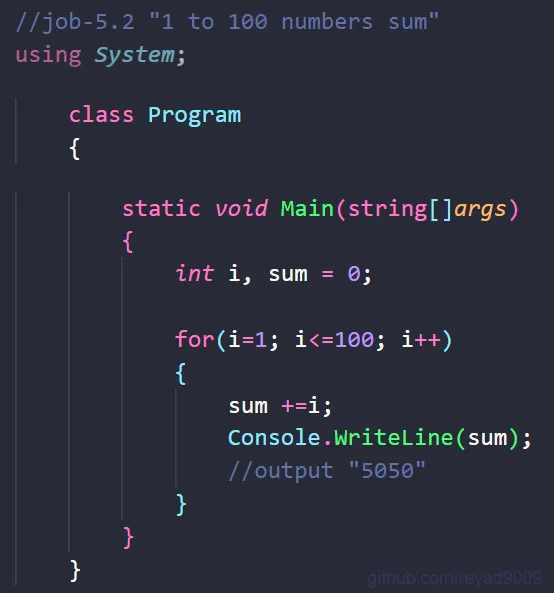 //job-5.2 "1 to 100 numbers sum"
using System;
class Program
{
static void Main(string[]args)
{
int i, sum = 0;
for(i=1; i<=100; i++)
{
sum +=i;
Console.WriteLine(sum);
//output "5050"
}
}
}
github.com/reyad9009